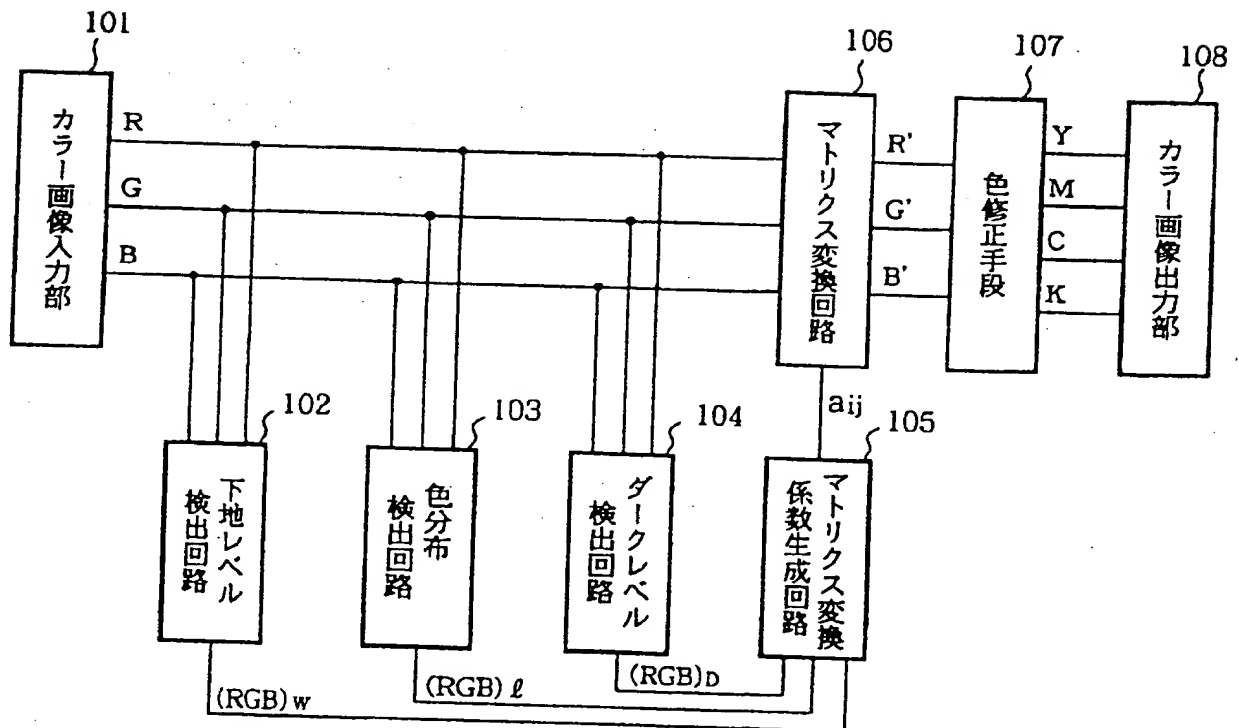 101
カラー画像入力部
R
G
B
106
マトリクス変換回路
R'
G'
B'
107
色修正手段
Y
M
C
K
108
カラー画像出力部
102
下地レベル
検出回路
103
色分布
検出回路
104
ダークレベル
検出回路
aij
105
マトリクス変換
係数生成回路
(RGB)w
(RGB)ℓ
(RGB)D